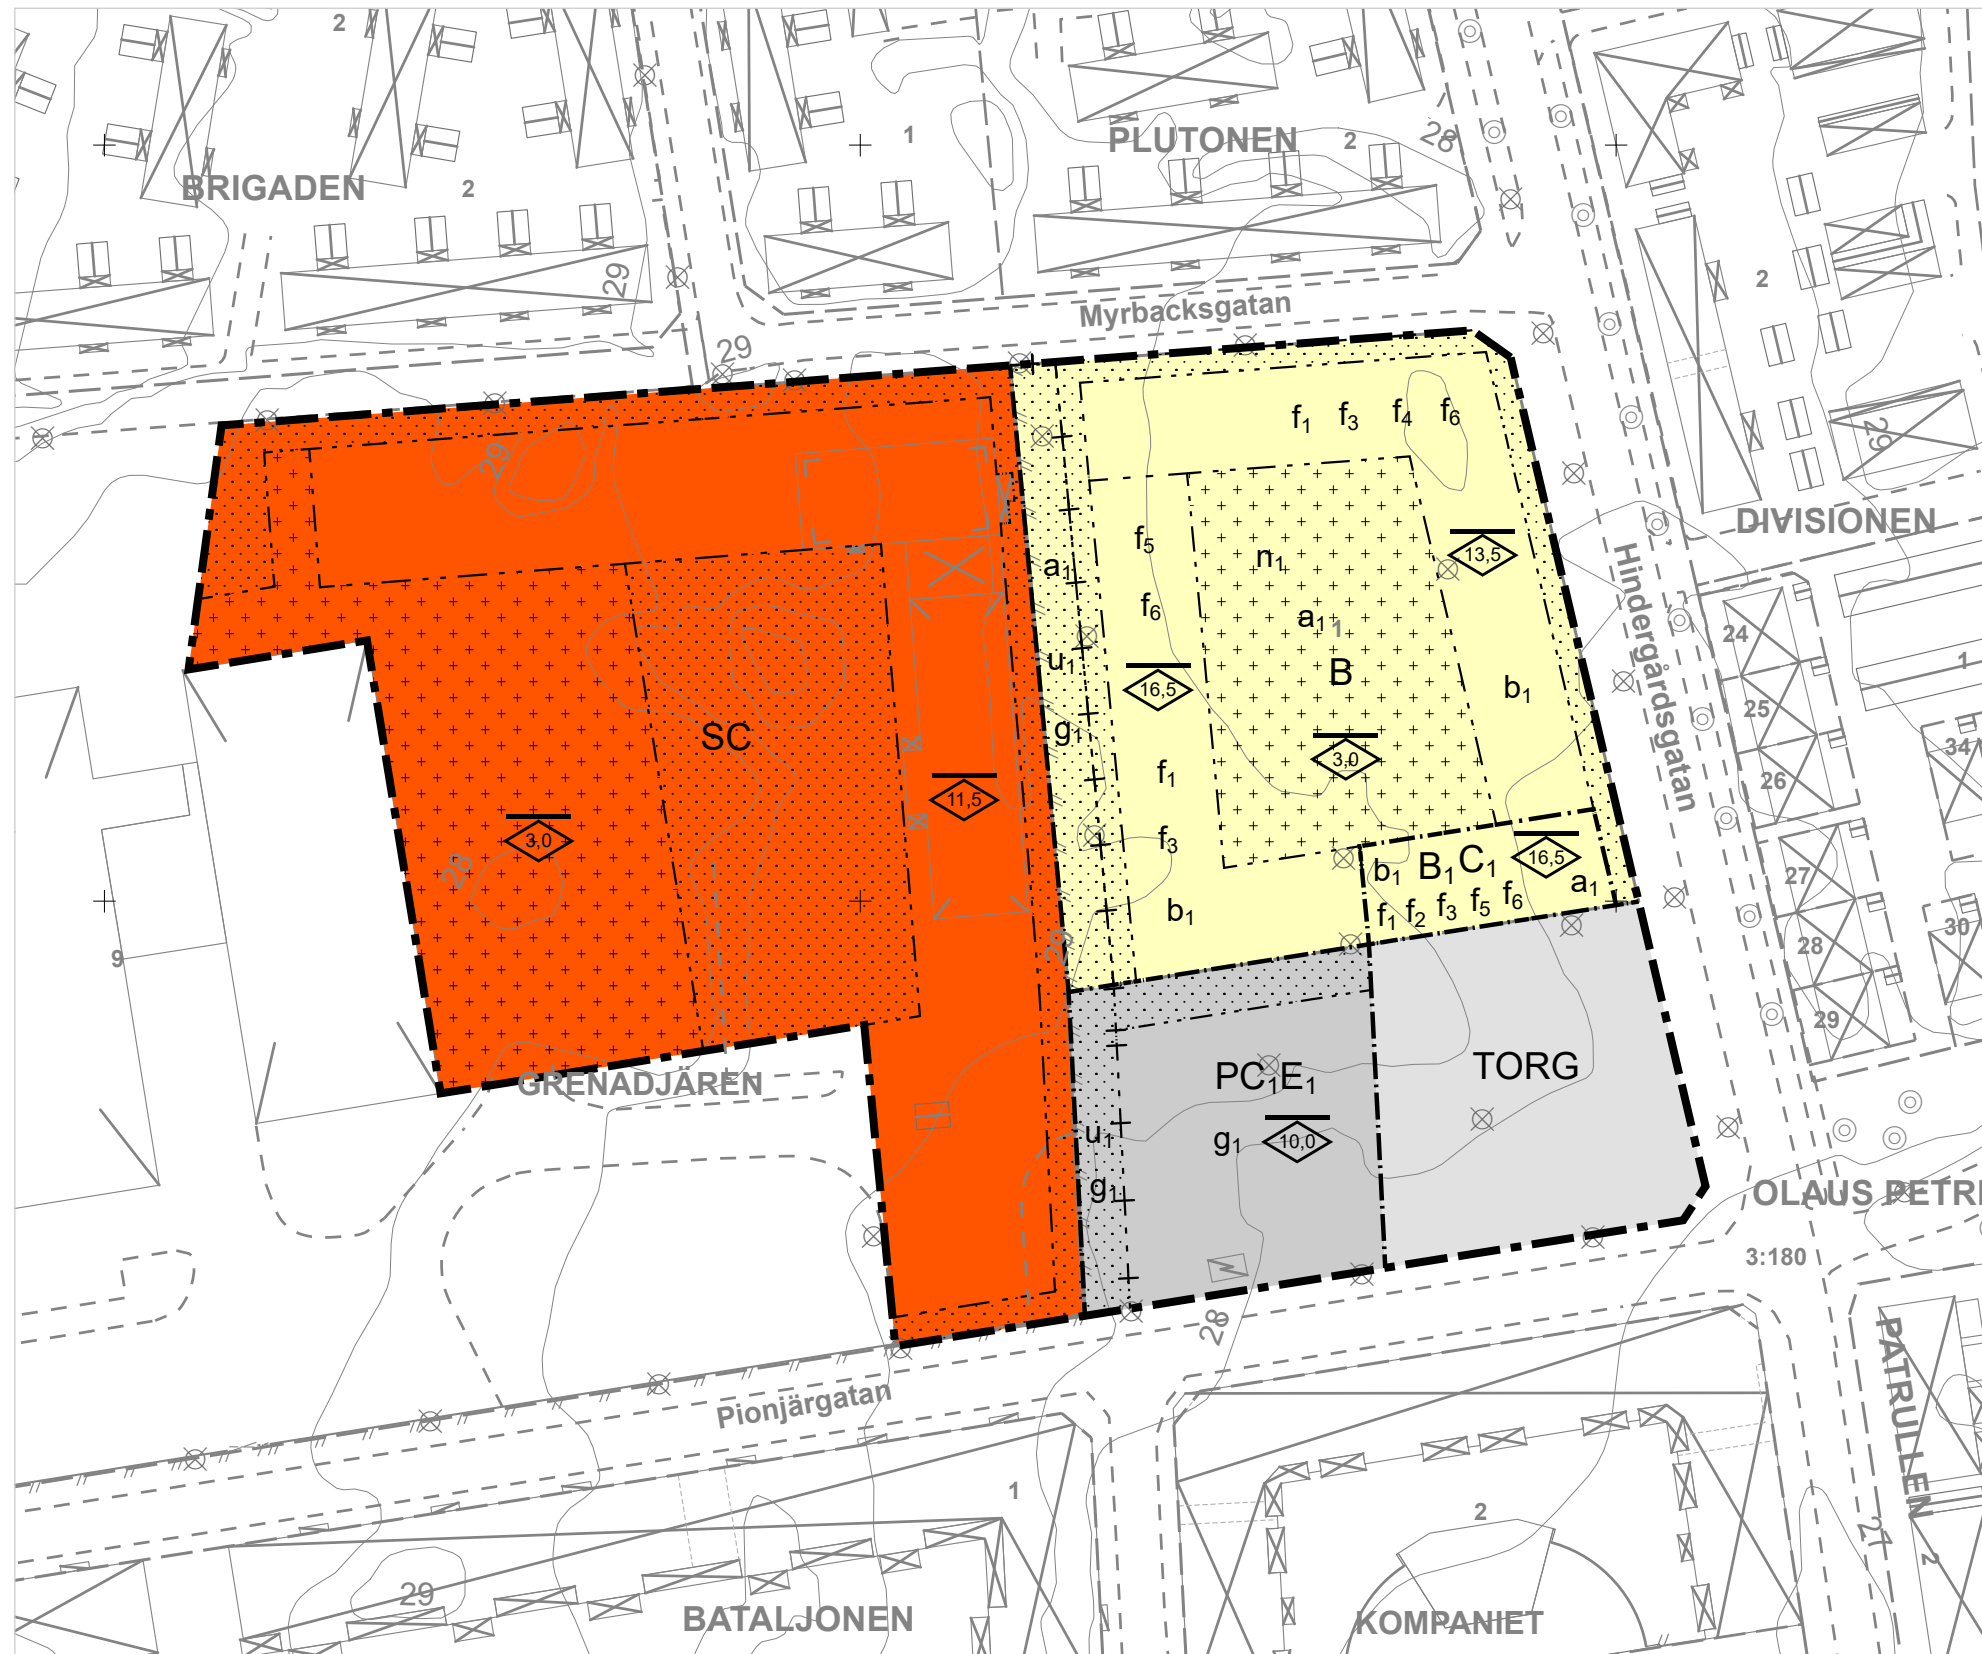 2
BRIGADEN
2
1
PLUTONEN
2
28
29
2
Myrbacksgatan
29
29
f₁ f₃ f₄ f₆
29
DIVISIONEN
f₅
n₁
13,5
a₁
f₆
a₁
1
24
1
u₁
B
16,5
b₁
Hindergårdsgatan
25
g₁
SC
3,0
34
f₁
26
11,5
3,0
f₃
16,5
28
b₁
B₁C₁
a₁
27
b₁
f₁ f₂ f₃ f₅ f₆
30
9
29
28
29
GRENADJÄREN
PC₁E₁
TORG
u₁
g₁
10,0
g₁
OLAUS PETRI
3:180
28
Pionjärgatan
PATRULLEN
2
1
2
27
29
BATALJONEN
KOMPANIET